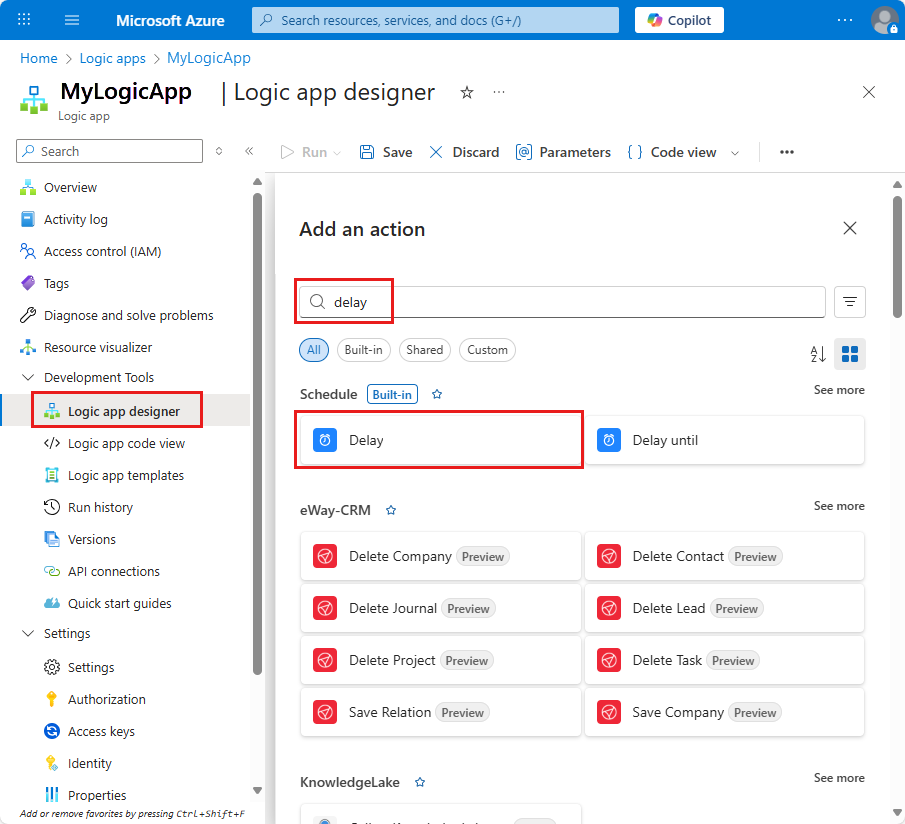 Microsoft Azure
Search resources, services, and docs (G+/)
Copilot
Home > Logic apps > MyLogicApp
MyLogicApp | Logic app designer
Logic app
Search
Run
Save
Discard
Parameters
Code view
Overview
Activity log
Access control (IAM)
Tags
Diagnose and solve problems
Resource visualizer
Development Tools
Logic app designer
Logic app code view
Logic app templates
Run history
Versions
API connections
Quick start guides
Settings
Settings
Authorization
Access keys
Identity
Properties
Add or remove favorites by pressing Ctrl+Shift+F
Add an action
delay
All
Built-in
Shared
Custom
Schedule Built-in
See more
Delay
Delay until
eWay-CRM
See more
Delete Company Preview
Delete Contact Preview
Delete Journal Preview
Delete Lead Preview
Delete Project Preview
Delete Task Preview
Save Relation Preview
Save Company Preview
KnowledgeLake
See more